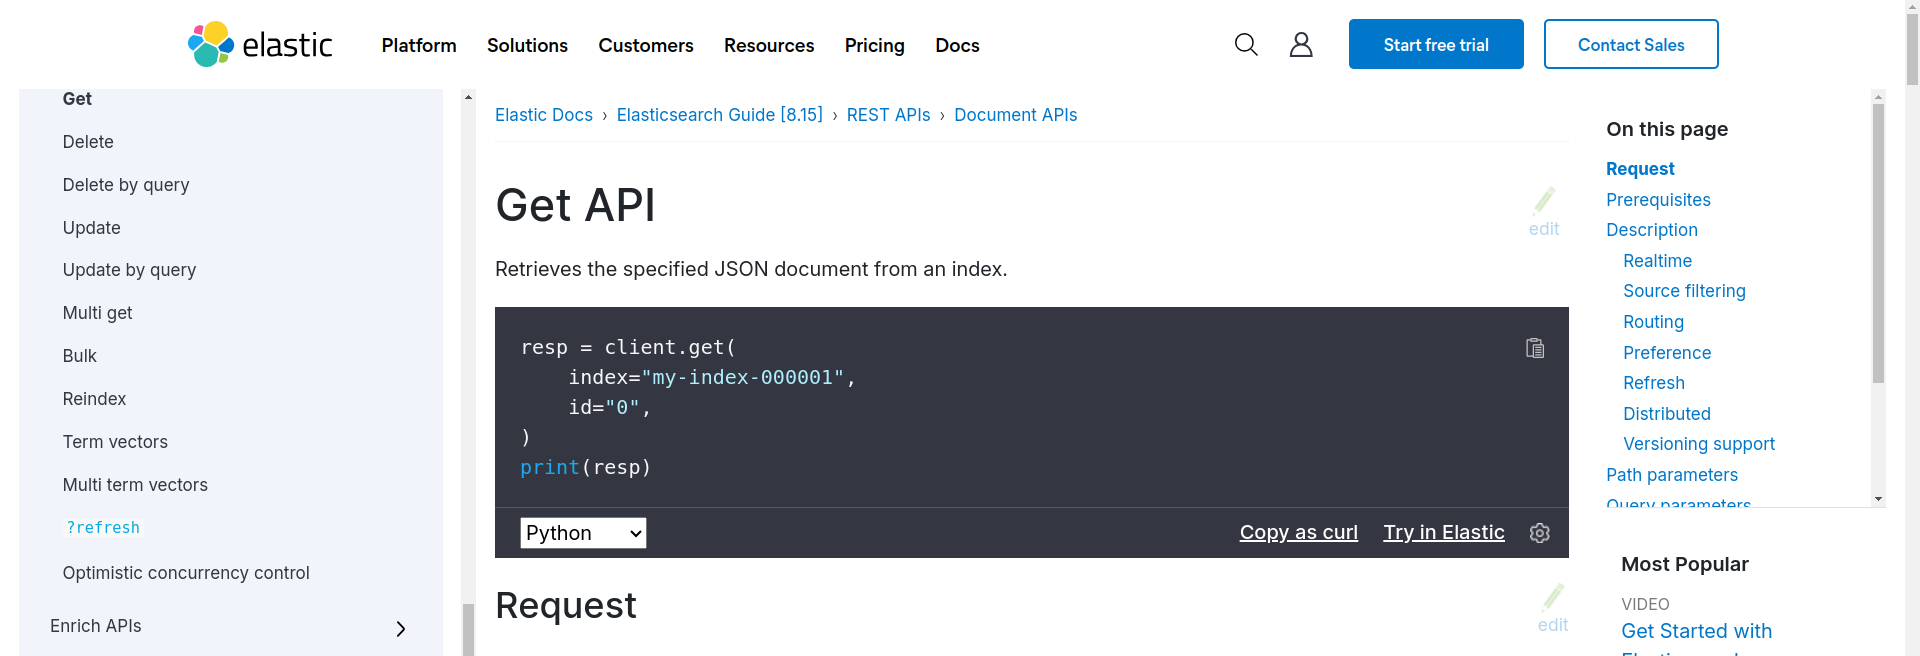 elastic
Platform Solutions Customers Resources Pricing Docs
Start free trial
Contact Sales
Get
Delete
Delete by query
Update
Update by query
Multi get
Bulk
Reindex
Term vectors
Multi term vectors
?refresh
Optimistic concurrency control
Enrich APIs
Elastic Docs › Elasticsearch Guide [8.15] › REST APIs › Document APIs
Get API
edit
Retrieves the specified JSON document from an index.
resp = client.get(
    index="my-index-000001",
    id="0",
)
print(resp)
Python
Copy as curl Try in Elastic
Request
edit
On this page
Request
Prerequisites
Description
Realtime
Source filtering
Routing
Preference
Refresh
Distributed
Versioning support
Path parameters
Query parameters
Most Popular
VIDEO
Get Started with